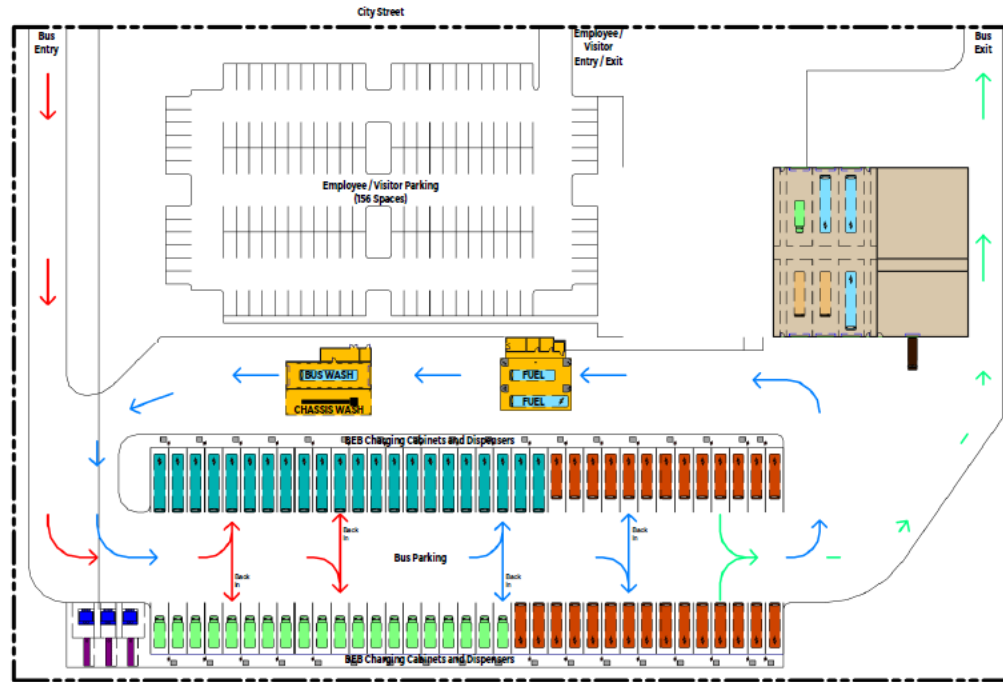 City Street
Bus
Entry
Employee /
Visitor
Entry / Exit
Bus
Exit
Employee / Visitor Parking
(156 Spaces)
BUS WASH
CHASSIS WASH
FUEL
FUEL
BEB Charging Cabinets and Dispensers
Back
In
Back
In
Bus Parking
Back
In
Back
In
BEB Charging Cabinets and Dispensers